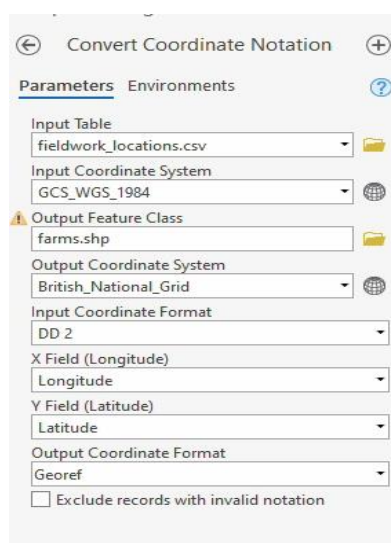 Convert Coordinate Notation
Parameters Environments
?
Input Table
fieldwork_locations.csv
Input Coordinate System
GCS_WGS_1984
Output Feature Class
farms.shp
Output Coordinate System
British_National_Grid
Input Coordinate Format
DD 2
X Field (Longitude)
Longitude
Y Field (Latitude)
Latitude
Output Coordinate Format
Georef
Exclude records with invalid notation